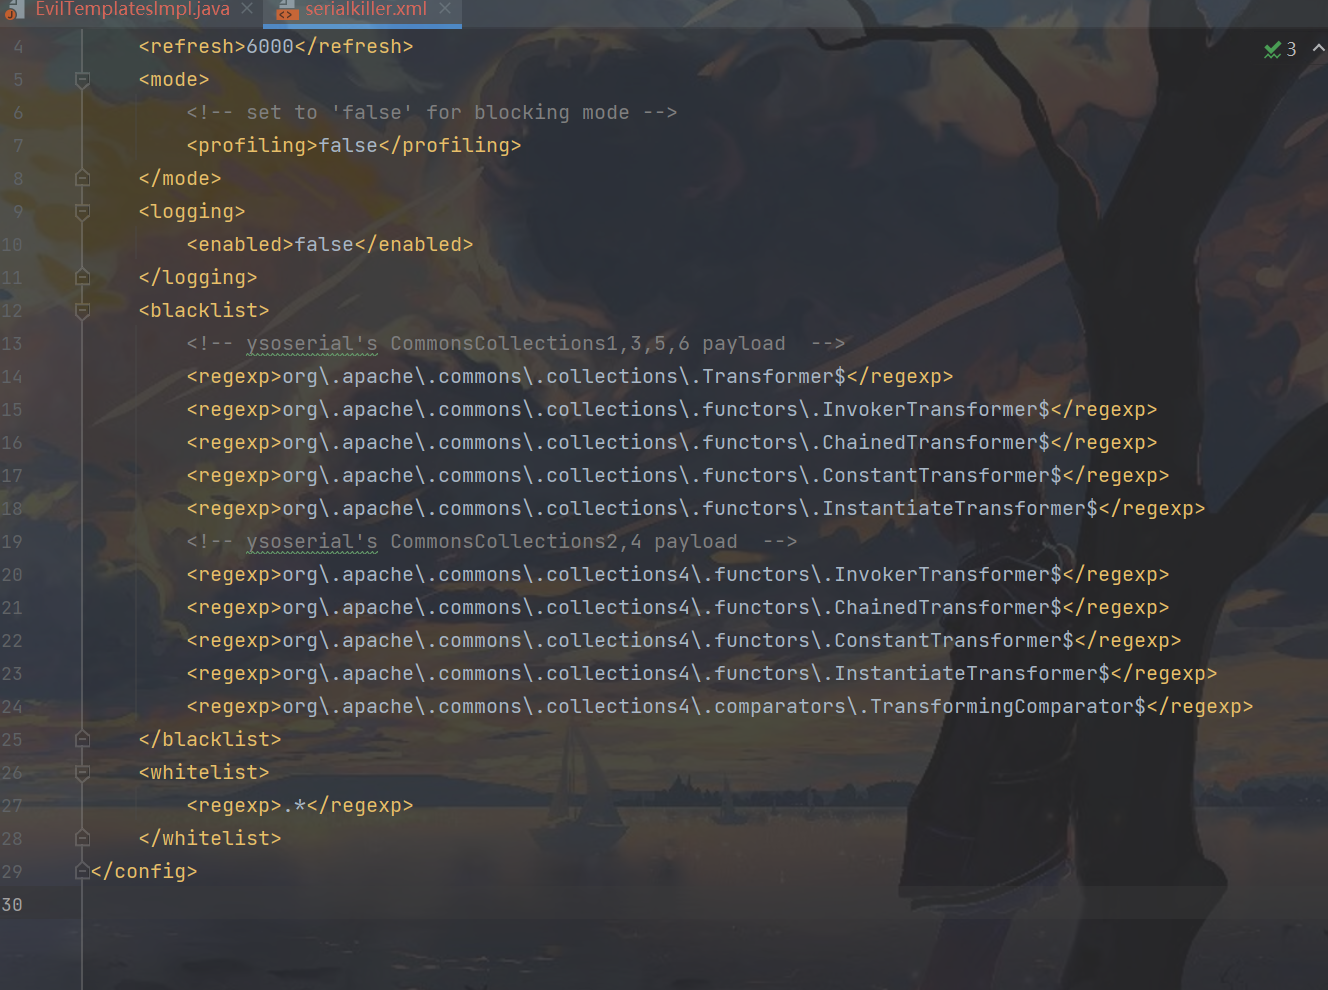 EvilTemplatesImpl.java serialkiller.xml
4 <refresh>6000</refresh>
3
5 <mode>
6 <!-- set to 'false' for blocking mode -->
7 <profiling>false</profiling>
8 </mode>
9 <logging>
10 <enabled>false</enabled>
11 </logging>
12 <blacklist>
13 <!-- ysoserial's CommonsCollections1,3,5,6 payload  -->
14 <regexp>org\.apache\.commons\.collections\.Transformer$</regexp>
15 <regexp>org\.apache\.commons\.collections\.functors\.InvokerTransformer$</regexp>
16 <regexp>org\.apache\.commons\.collections\.functors\.ChainedTransformer$</regexp>
17 <regexp>org\.apache\.commons\.collections\.functors\.ConstantTransformer$</regexp>
18 <regexp>org\.apache\.commons\.collections\.functors\.InstantiateTransformer$</regexp>
19 <!-- ysoserial's CommonsCollections2,4 payload  -->
20 <regexp>org\.apache\.commons\.collections4\.functors\.InvokerTransformer$</regexp>
21 <regexp>org\.apache\.commons\.collections4\.functors\.ChainedTransformer$</regexp>
22 <regexp>org\.apache\.commons\.collections4\.functors\.ConstantTransformer$</regexp>
23 <regexp>org\.apache\.commons\.collections4\.functors\.InstantiateTransformer$</regexp>
24 <regexp>org\.apache\.commons\.collections4\.comparators\.TransformingComparator$</regexp>
25 </blacklist>
26 <whitelist>
27 <regexp>.*</regexp>
28 </whitelist>
29 </config>
30